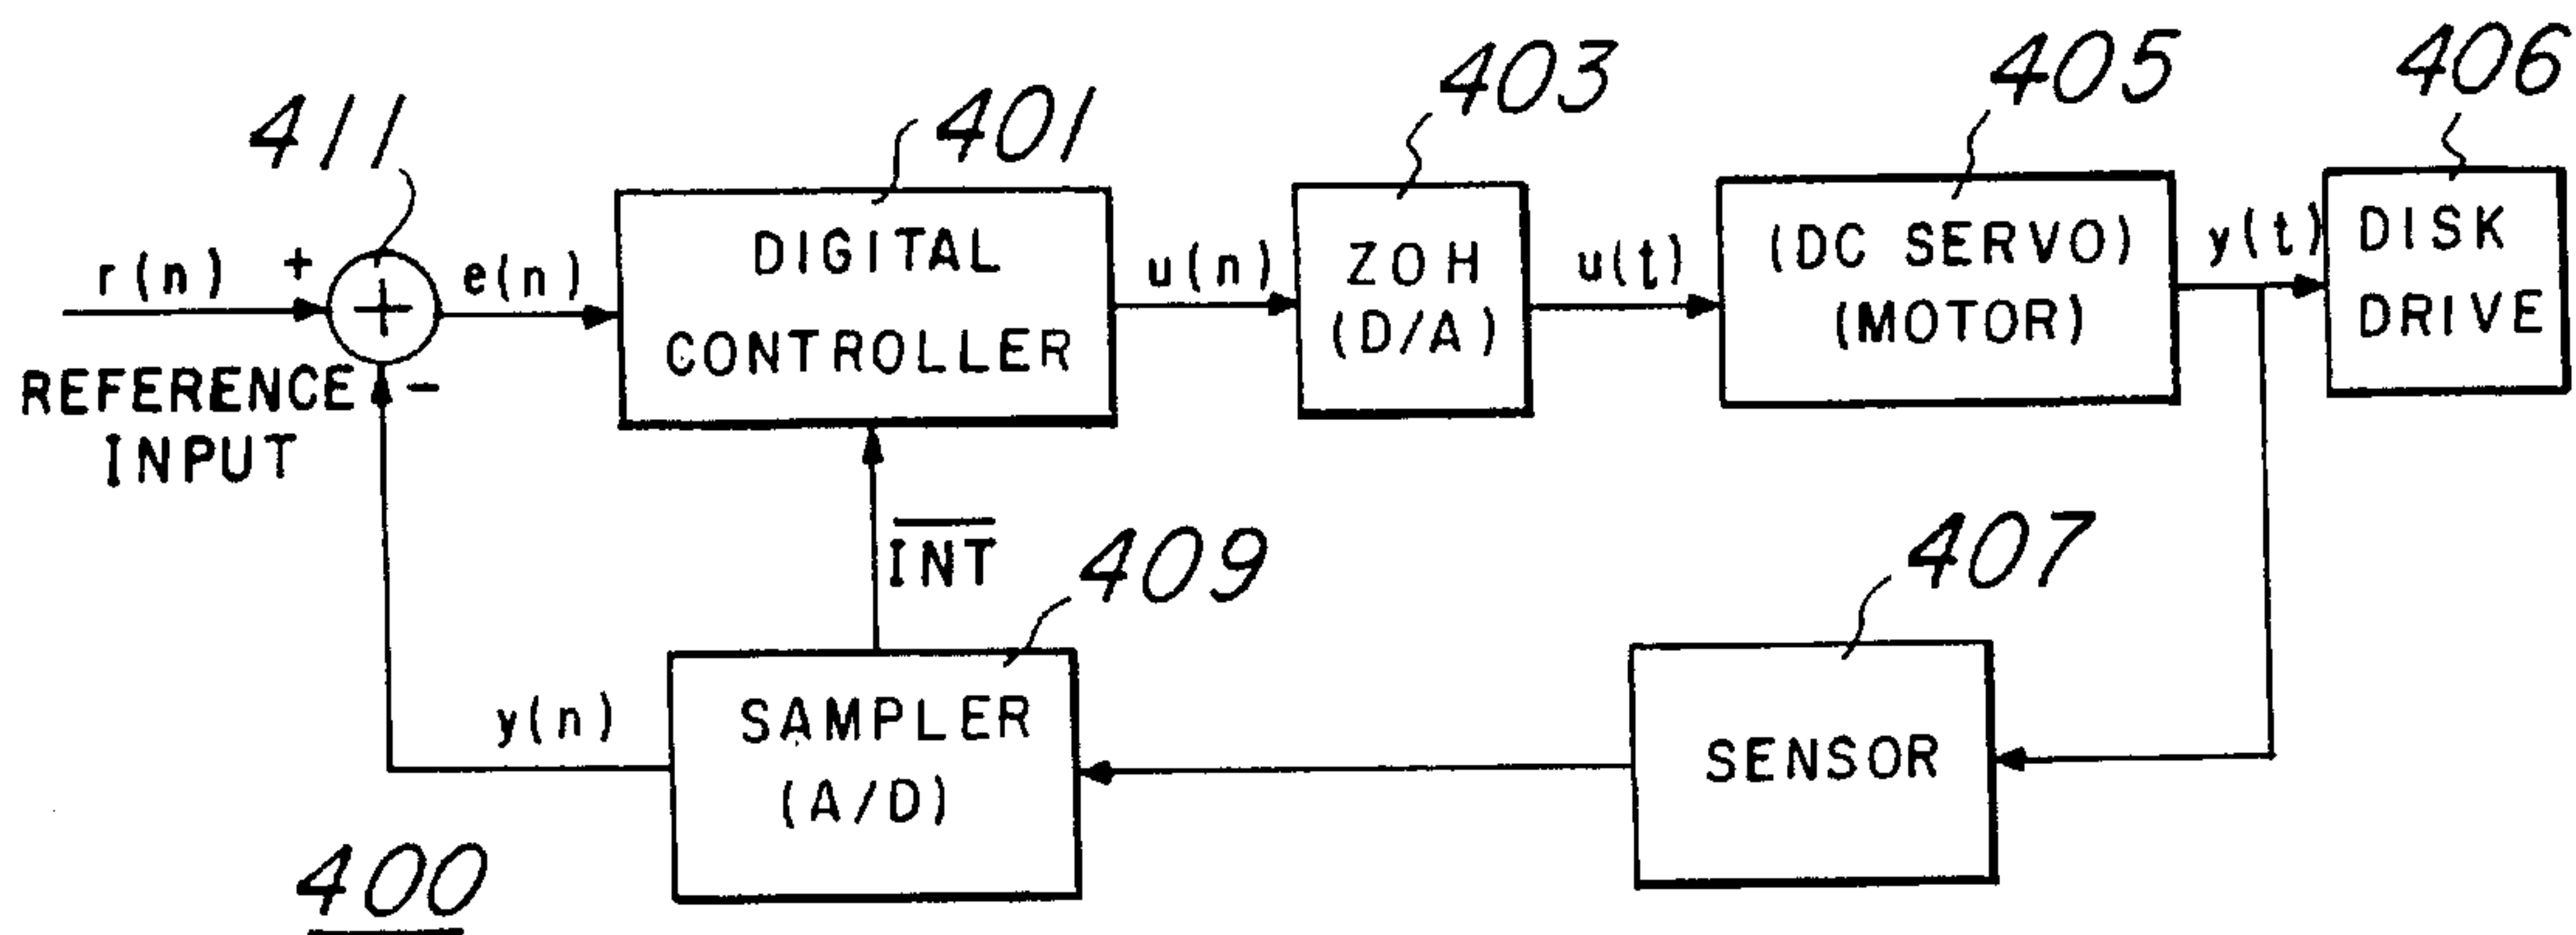 411
401
403
405
406
r(n)
+
+
e(n)
DIGITAL
CONTROLLER
u(n)
ZOH
(D/A)
u(t)
(DC SERVO)
(MOTOR)
y(t)
DISK
DRIVE
REFERENCE
INPUT
-
INT
409
407
y(n)
SAMPLER
(A/D)
SENSOR
400